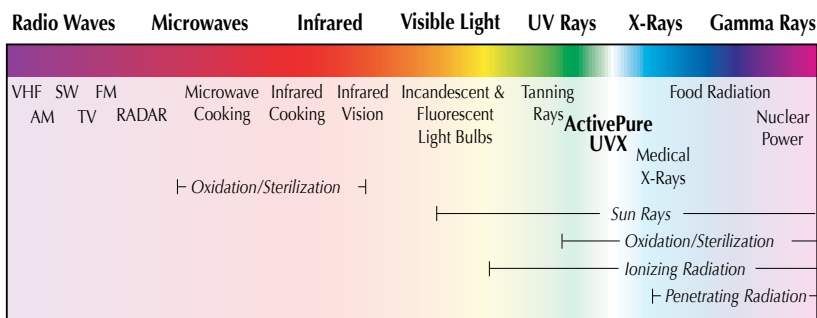 Radio Waves Microwaves Infrared Visible Light UV Rays X-Rays Gamma Rays
VHF SW FM
AM TV RADAR
Microwave
Cooking
Infrared
Cooking
Infrared
Vision
Incandescent &
Fluorescent
Light Bulbs
Tanning
Rays
ActivePure
UVX
Food Radiation
Medical
X-Rays
Nuclear
Power
Oxidation/Sterilization
Sun Rays
Oxidation/Sterilization
Ionizing Radiation
Penetrating Radiation